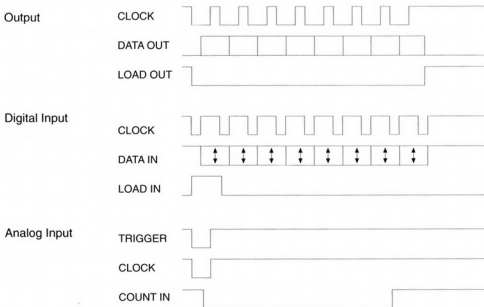 Output
CLOCK
DATA OUT
LOAD OUT
Digital Input
CLOCK
DATA IN
LOAD IN
Analog Input
TRIGGER
CLOCK
COUNT IN